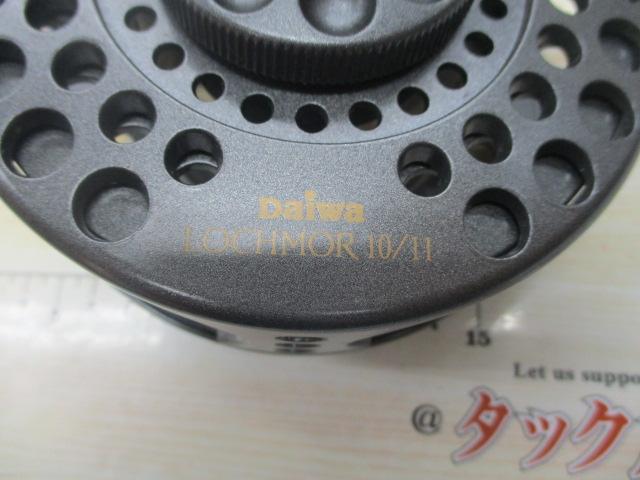 Daiwa
LOCHMOR 10/11
15
Let us suppo
@タック